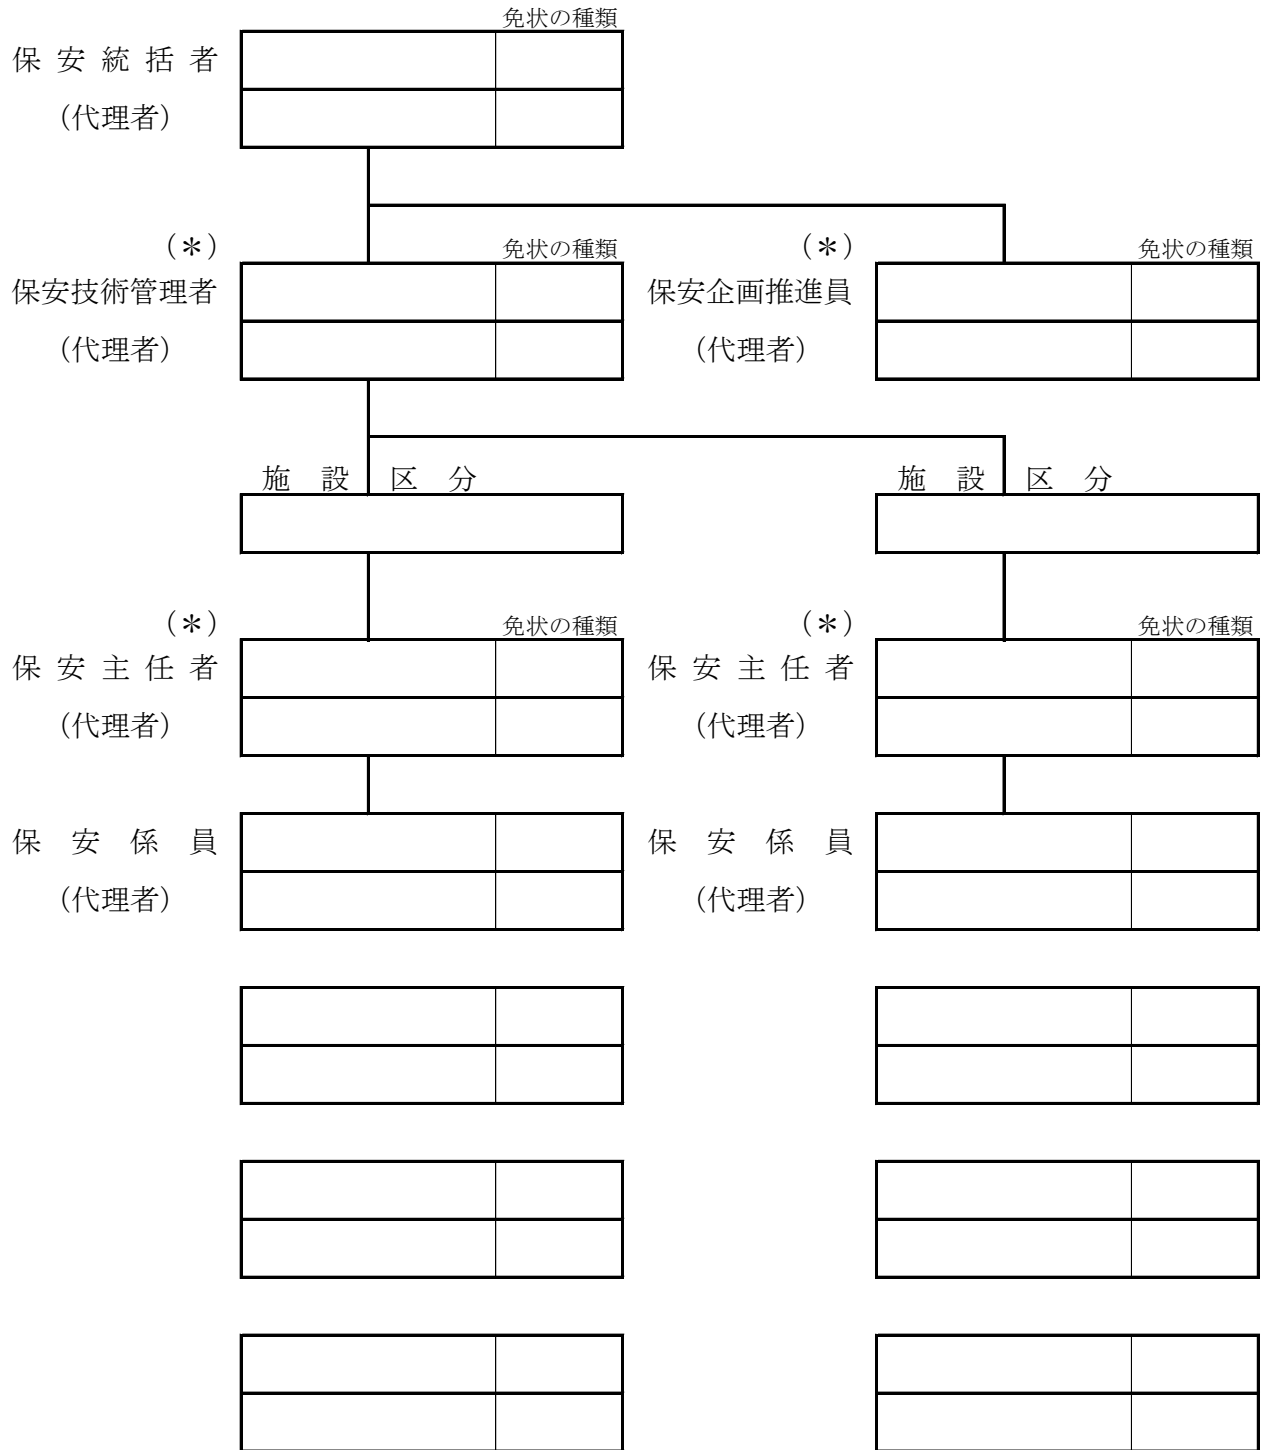 免状の種類
保安統括者
(代理者)
(＊) 免状の種類 (＊) 免状の種類
保安技術管理者 保安企画推進員
(代理者) (代理者)
施設区分 施設区分
(＊) 免状の種類 (＊) 免状の種類
保安主任者 保安主任者
(代理者) (代理者)
保安係員 保安係員
(代理者) (代理者)